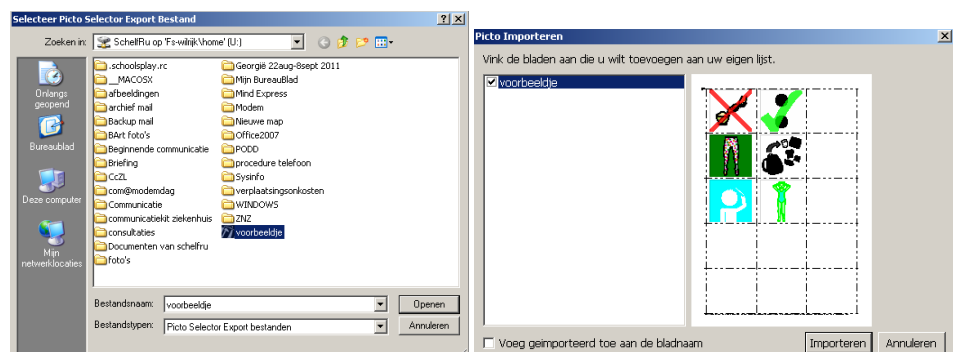 Selecteer Picto Selector Export Bestand
Zoeken in: SchelfRu op 'Fs-wilrijk\home' (U:)
Onlangs geopend
Bureaublad
Deze computer
Mijn netwerklocaties
.schoolsplay.rc
__MACOSX
afbeeldingen
archief mail
Backup mail
BArt foto's
Beginnende communicatie
Briefing
CcZL
com@modemdag
Communicatie
communicatiekit ziekenhuis
consultaties
Documenten van schelfru
foto's
Georgië 22aug-8sept 2011
Mijn BureauBlad
Mind Express
Modem
Nieuwe map
Office2007
PODD
procedure telefoon
Sysinfo
verplaatsingsonkosten
WINDOWS
ZNZ
voorbeeldje
Bestandsnaam: voorbeeldje Openen
Bestandstypen: Picto Selector Export bestanden Annuleren
Picto Importeren
Vink de bladen aan die u wilt toevoegen aan uw eigen lijst.
voorbeeldje
Voeg geimporteerd toe aan de bladnaam Importeren Annuleren